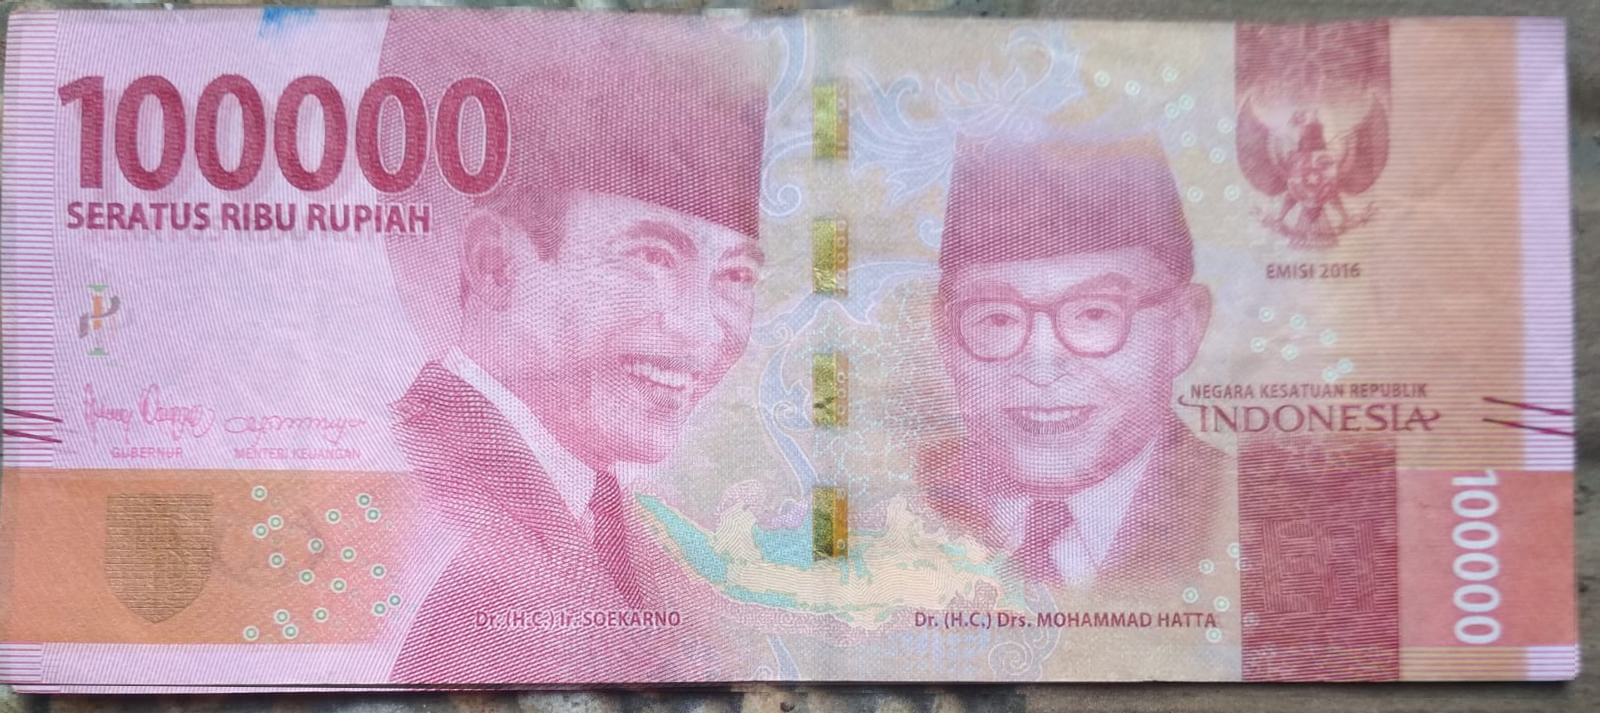 100000
SERATUS RIBU RUPIAH
EMISI 2016
NEGARA KESATUAN REPUBLIK
INDONESIA
GUBERNUR
MENTERI KEUANGAN
100000
Dr. (H.C.) Ir. SOEKARNO
Dr. (H.C.) Drs. MOHAMMAD HATTA